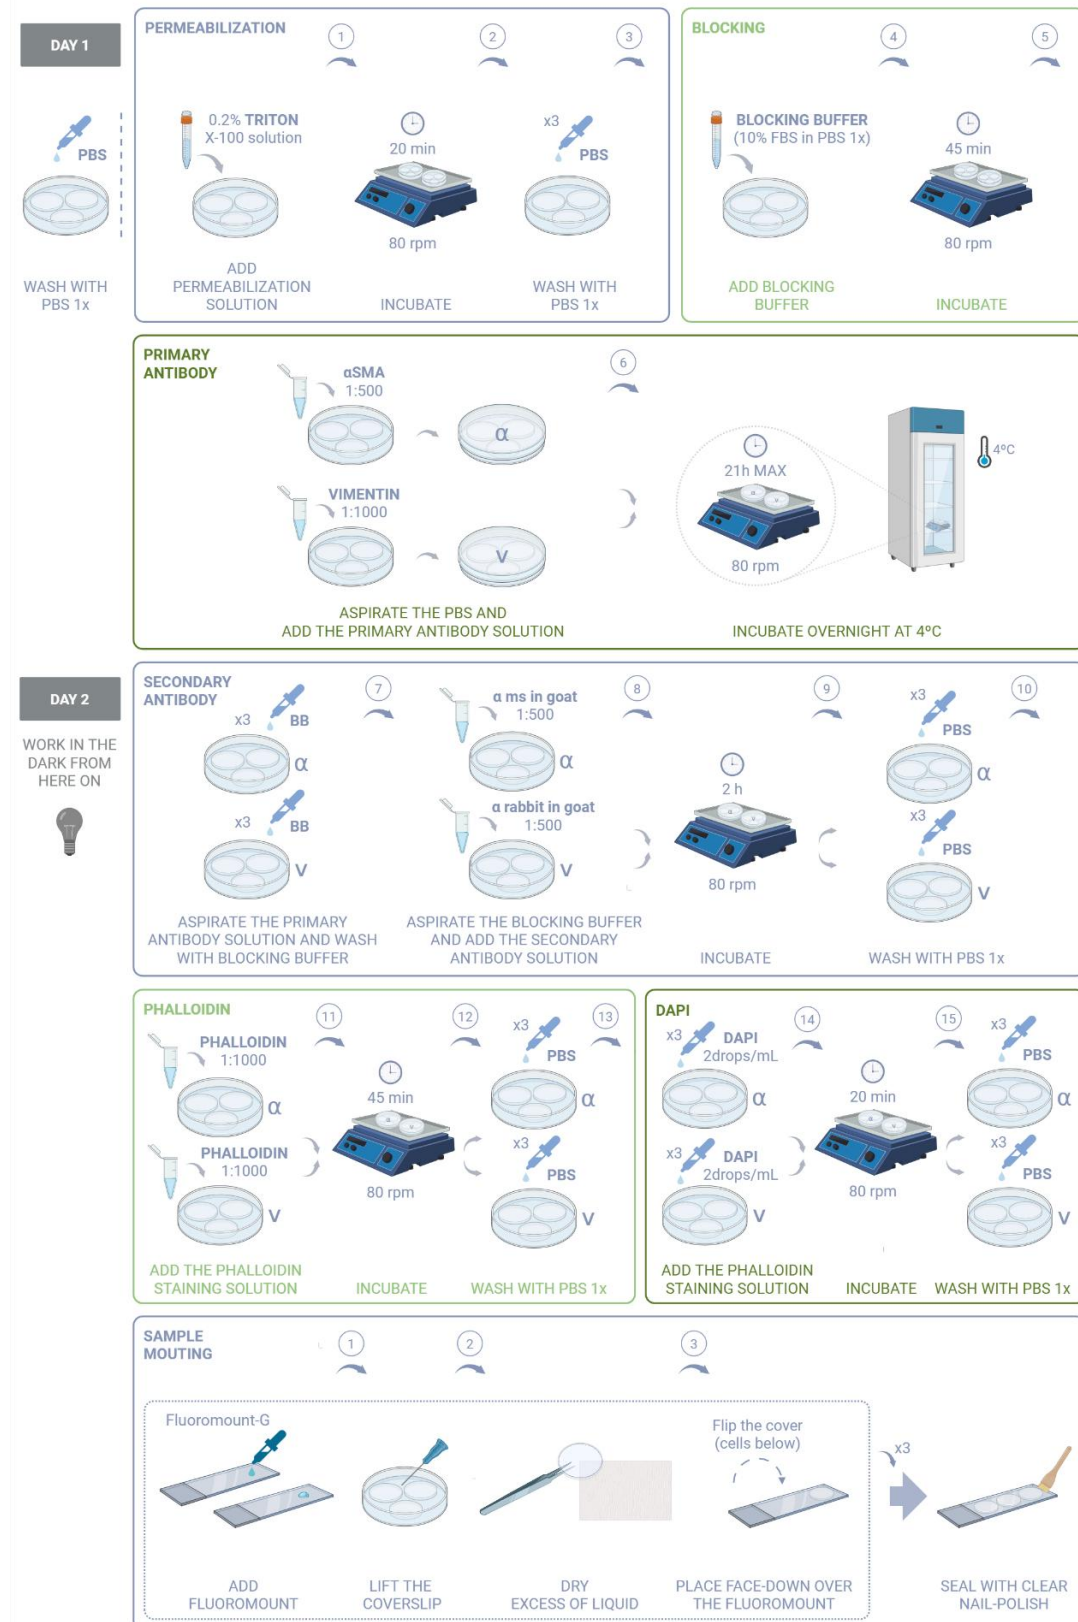 DAY 1
PBS
WASH WITH
PBS 1x
PERMEABILIZATION
1
2
3
0.2% TRITON
X-100 solution
20 min
80 rpm
x3
PBS
ADD
PERMEABILIZATION
SOLUTION
INCUBATE
WASH WITH
PBS 1x
BLOCKING
4
5
BLOCKING BUFFER
(10% FBS in PBS 1x)
45 min
80 rpm
ADD BLOCKING
BUFFER
INCUBATE
PRIMARY
ANTIBODY
6
αSMA
1:500
α
VIMENTIN
1:1000
V
21h MAX
α
V
80 rpm
4ºC
ASPIRATE THE PBS AND
ADD THE PRIMARY ANTIBODY SOLUTION
INCUBATE OVERNIGHT AT 4ºC
DAY 2
WORK IN THE
DARK FROM
HERE ON
SECONDARY
ANTIBODY
7
8
9
10
x3
BB
α
x3
BB
V
α ms in goat
1:500
α
α rabbit in goat
1:500
V
2 h
α
V
80 rpm
x3
PBS
α
x3
PBS
V
ASPIRATE THE PRIMARY
ANTIBODY SOLUTION AND WASH
WITH BLOCKING BUFFER
ASPIRATE THE BLOCKING BUFFER
AND ADD THE SECONDARY
ANTIBODY SOLUTION
INCUBATE
WASH WITH PBS 1x
PHALLOIDIN
11
12
13
PHALLOIDIN
1:1000
α
PHALLOIDIN
1:1000
V
45 min
α
V
80 rpm
x3
PBS
α
x3
PBS
V
ADD THE PHALLOIDIN
STAINING SOLUTION
INCUBATE
WASH WITH PBS 1x
DAPI
14
15
x3
DAPI
2drops/mL
α
x3
DAPI
2drops/mL
V
20 min
α
V
80 rpm
x3
PBS
α
x3
PBS
V
ADD THE PHALLOIDIN
STAINING SOLUTION
INCUBATE
WASH WITH PBS 1x
SAMPLE
MOUTING
1
2
3
Fluoromount-G
Flip the cover
(cells below)
x3
ADD
FLUOROMOUNT
LIFT THE
COVERSLIP
DRY
EXCESS OF LIQUID
PLACE FACE-DOWN OVER
THE FLUOROMOUNT
SEAL WITH CLEAR
NAIL-POLISH